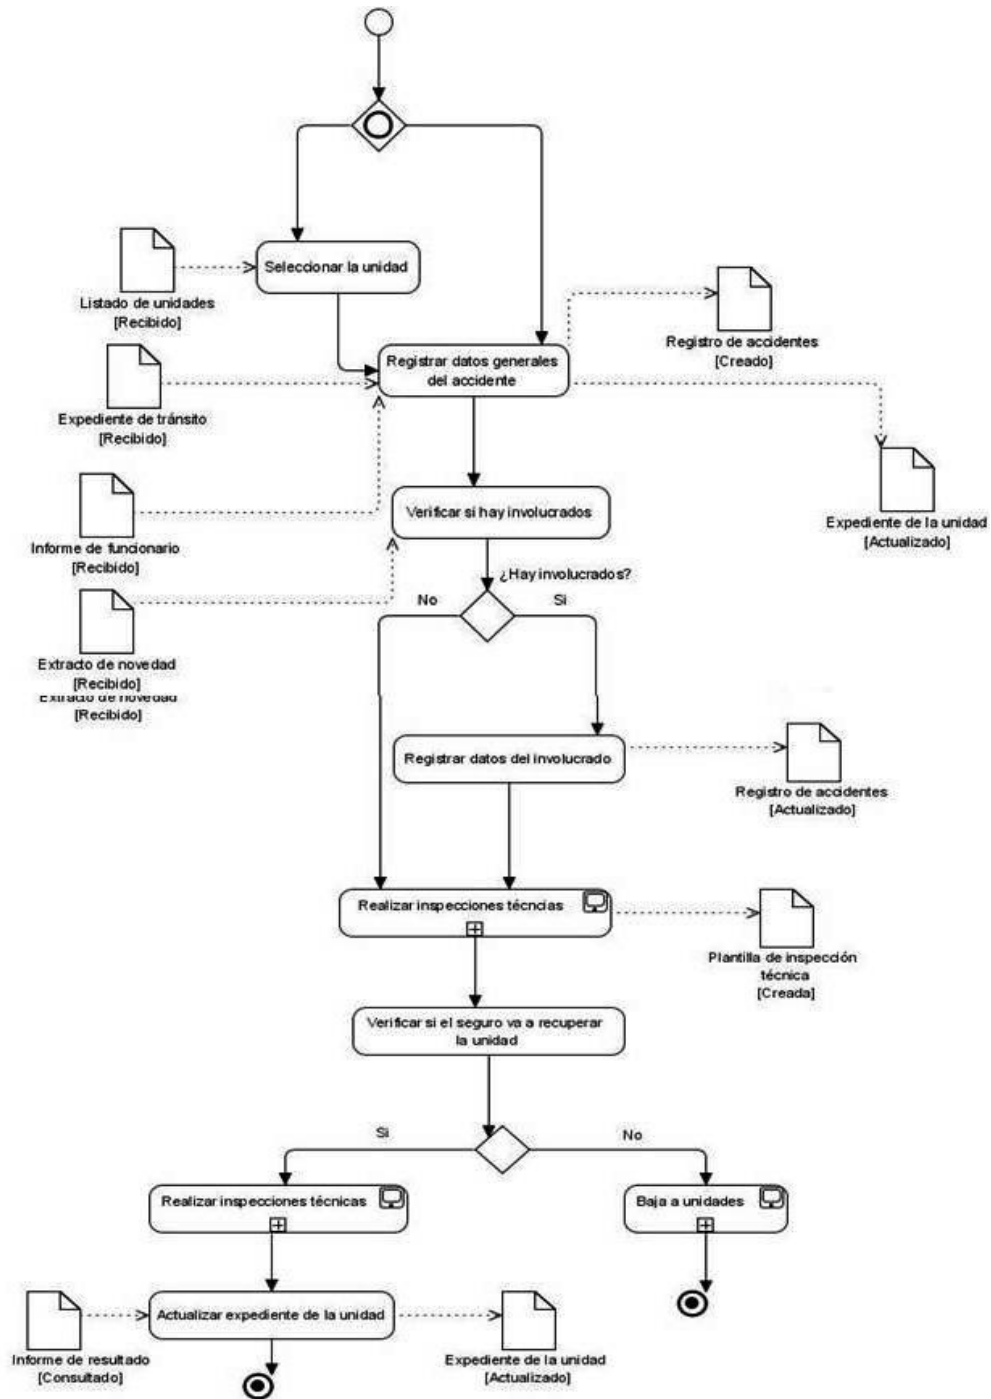 Seleccionar la unidad
Listado de unidades
[Recibido]
Registrar datos generales
del accidente
Registro de accidentes
[Creado]
Expediente de tránsito
[Recibido]
Verificar si hay involucrados
Expediente de la unidad
[Actualizado]
Informe de funcionario
[Recibido]
¿Hay involucrados?
No
Si
Extracto de novedad
[Recibido]
Extracto de novedad
[Recibido]
Registrar datos del involucrado
Registro de accidentes
[Actualizado]
Realizar inspecciones técncias
Plantilla de inspección
técnica
[Creada]
Verificar si el seguro va a recuperar
la unidad
Si
No
Realizar inspecciones técnicas
Baja a unidades
Actualizar expediente de la unidad
Informe de resultado
[Consultado]
Expediente de la unidad
[Actualizado]